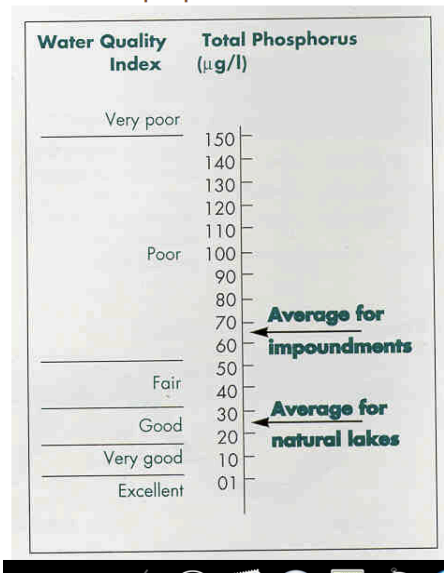 Water Quality Index
Total Phosphorus (µg/l)
Very poor
150
140
130
120
110
Poor
100
90
80
70
Average for impoundments
60
50
Fair
40
30
Average for natural lakes
Good
20
Very good
10
Excellent
01